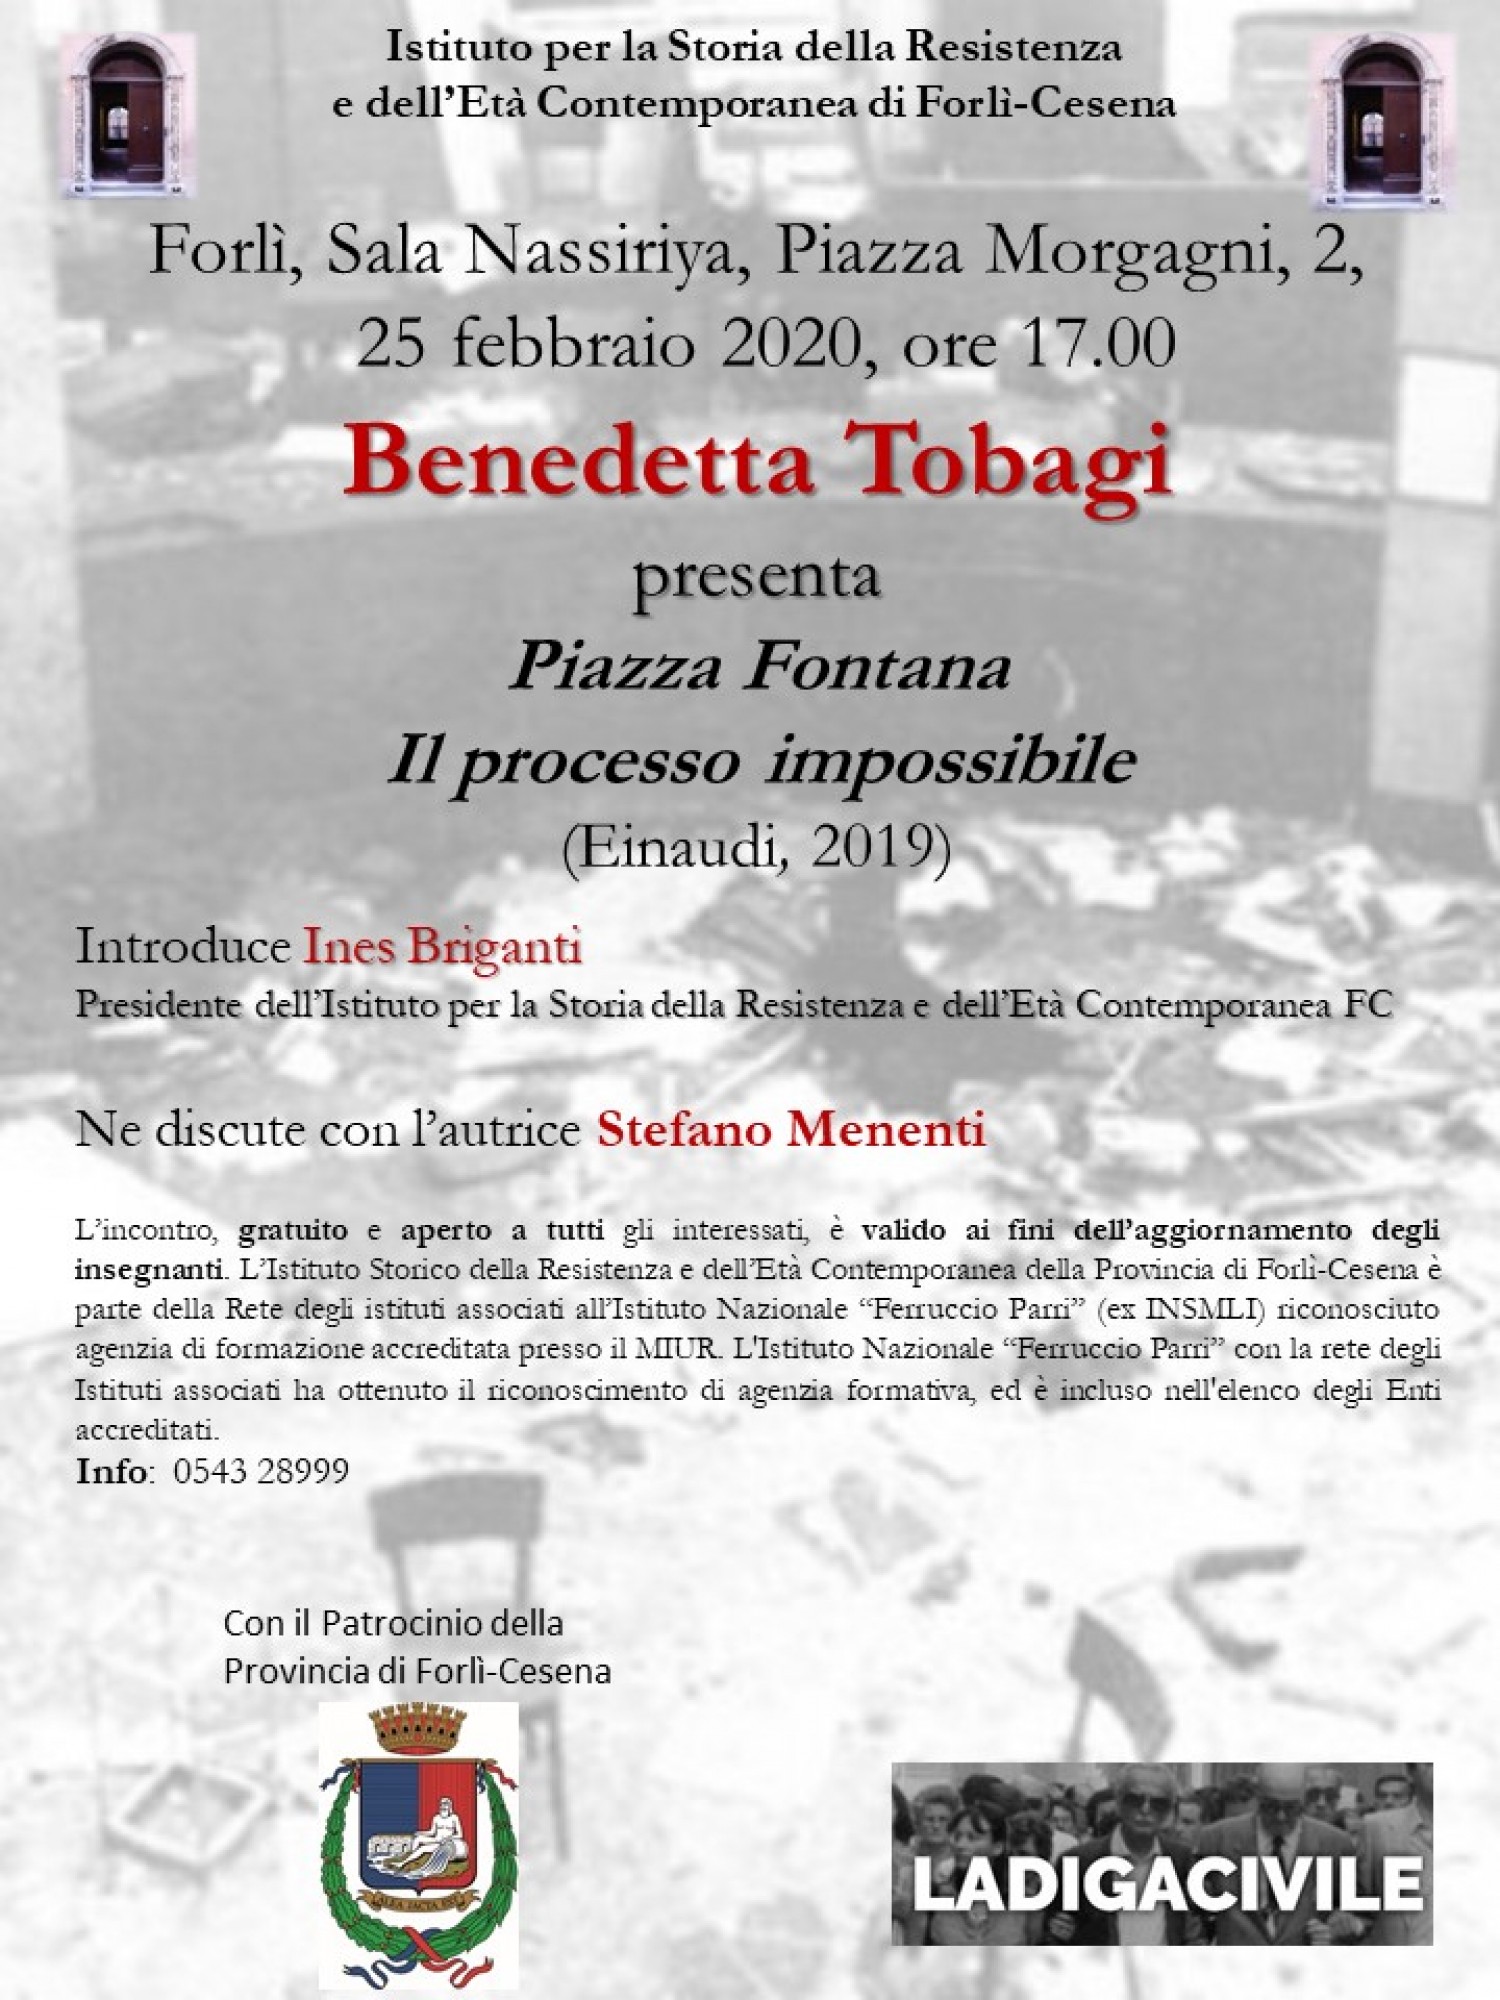 Istituto per la Storia della Resistenza
e dell’Età Contemporanea di Forlì-Cesena
Forlì, Sala Nassiriya, Piazza Morgagni, 2,
25 febbraio 2020, ore 17.00
Benedetta Tobagi
presenta
Piazza Fontana
Il processo impossibile
(Einaudi, 2019)
Introduce Ines Briganti
Presidente dell’Istituto per la Storia della Resistenza e dell’Età Contemporanea FC
Ne discute con l’autrice Stefano Menenti
L’incontro, gratuito e aperto a tutti gli interessati, è valido ai fini dell’aggiornamento degli
insegnanti. L’Istituto Storico della Resistenza e dell’Età Contemporanea della Provincia di Forlì-Cesena è
parte della Rete degli istituti associati all’Istituto Nazionale “Ferruccio Parri” (ex INSMLI) riconosciuto
agenzia di formazione accreditata presso il MIUR. L'Istituto Nazionale “Ferruccio Parri” con la rete degli
Istituti associati ha ottenuto il riconoscimento di agenzia formativa, ed è incluso nell'elenco degli Enti
accreditati.
Info: 0543 28999
Con il Patrocinio della
Provincia di Forlì-Cesena
LADIGACIVILE